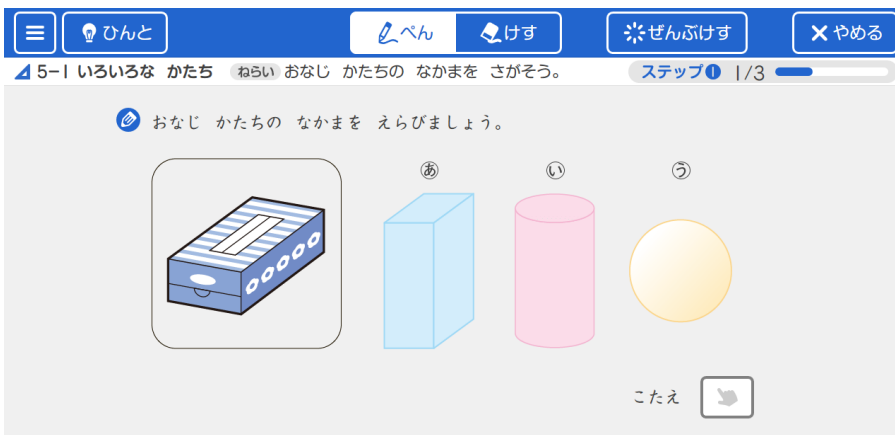 ひんと
ぺん
けす
ぜんぶけす
やめる
5-1 いろいろな かたち
ねらい おなじ かたちの なかまを さがそう。
ステップ❶ 1/3
おなじ かたちの なかまを えらびましょう。
あ
い
う
こたえ